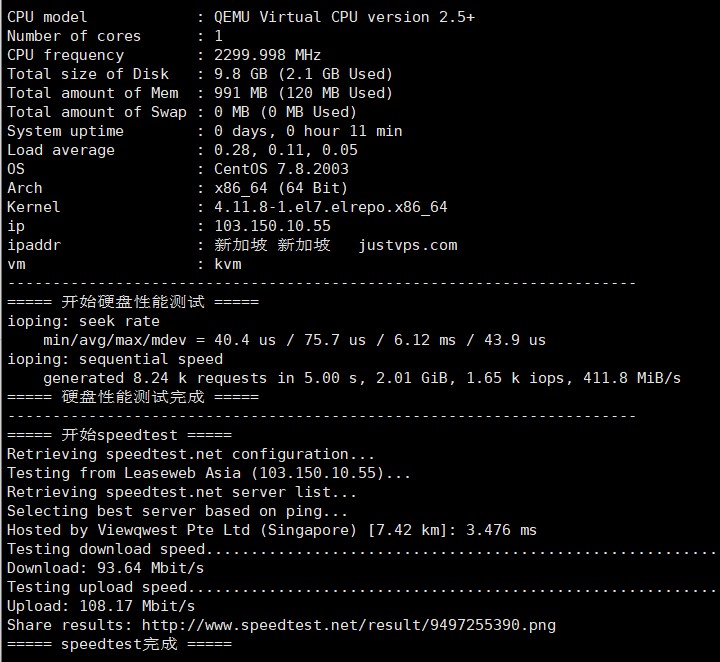 CPU model            : QEMU Virtual CPU version 2.5+
Number of cores      : 1
CPU frequency        : 2299.998 MHz
Total size of Disk   : 9.8 GB (2.1 GB Used)
Total amount of Mem  : 991 MB (120 MB Used)
Total amount of Swap : 0 MB (0 MB Used)
System uptime        : 0 days, 0 hour 11 min
Load average         : 0.28, 0.11, 0.05
OS                   : CentOS 7.8.2003
Arch                 : x86_64 (64 Bit)
Kernel               : 4.11.8-1.el7.elrepo.x86_64
ip                   : 103.150.10.55
ipaddr               : 新加坡 新加坡   justvps.com
vm                   : kvm
----------------------------------------------------------------------
===== 开始硬盘性能测试 =====
ioping: seek rate
    min/avg/max/mdev = 40.4 us / 75.7 us / 6.12 ms / 43.9 us
ioping: sequential speed
    generated 8.24 k requests in 5.00 s, 2.01 GiB, 1.65 k iops, 411.8 MiB/s
===== 硬盘性能测试完成 =====
----------------------------------------------------------------------
===== 开始speedtest =====
Retrieving speedtest.net configuration...
Testing from Leaseweb Asia (103.150.10.55)...
Retrieving speedtest.net server list...
Selecting best server based on ping...
Hosted by Viewqwest Pte Ltd (Singapore) [7.42 km]: 3.476 ms
Testing download speed.........................................................
Download: 93.64 Mbit/s
Testing upload speed...........................................................
Upload: 108.17 Mbit/s
Share results: http://www.speedtest.net/result/9497255390.png
===== speedtest完成 =====